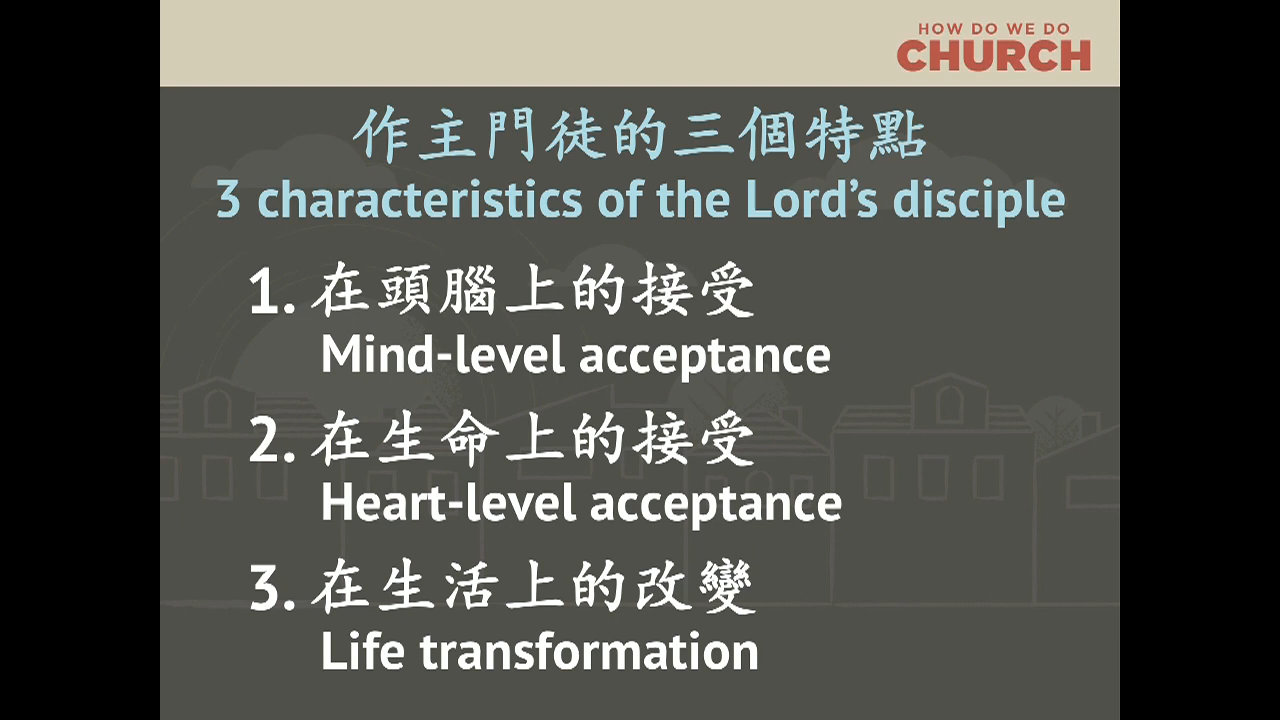 HOW DO WE DO
CHURCH
作主門徒的三個特點
3 characteristics of the Lord’s disciple
1. 在頭腦上的接受
Mind-level acceptance
2. 在生命上的接受
Heart-level acceptance
3. 在生活上的改變
Life transformation